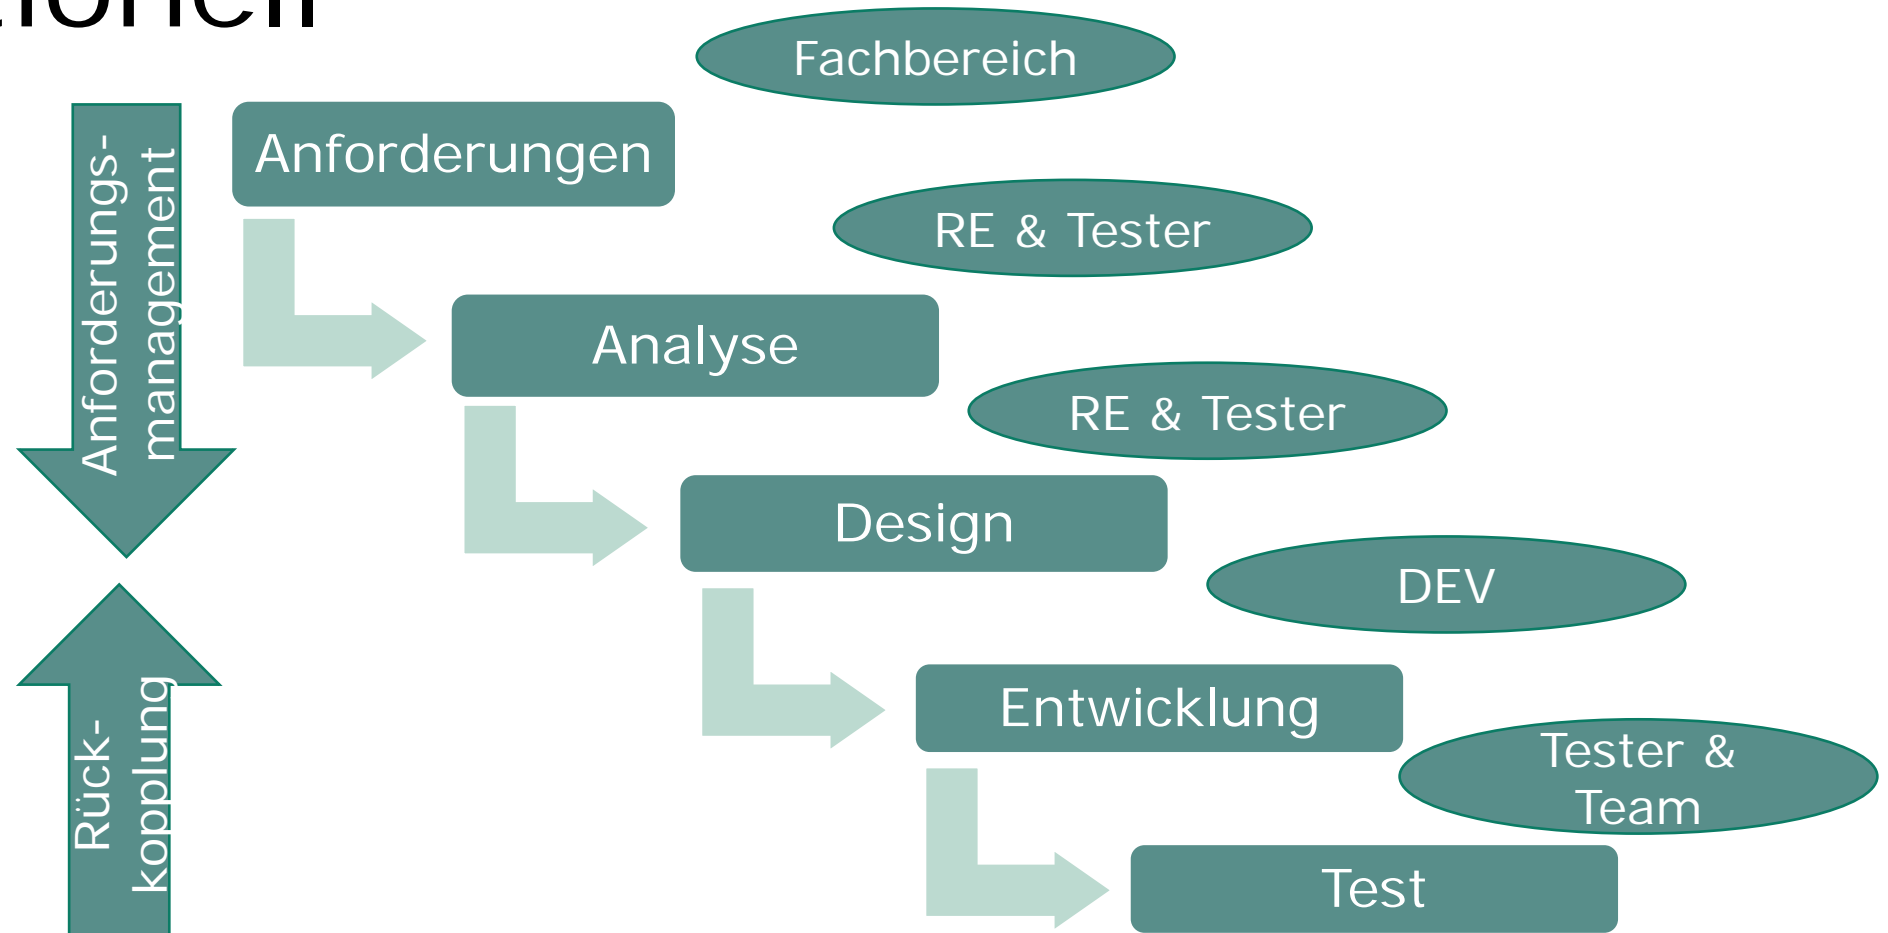 Fachbereich
Anforderungs-
management
Anforderungen
RE & Tester
Analyse
RE & Tester
Design
DEV
Rück-
kopplung
Entwicklung
Tester &
Team
Test